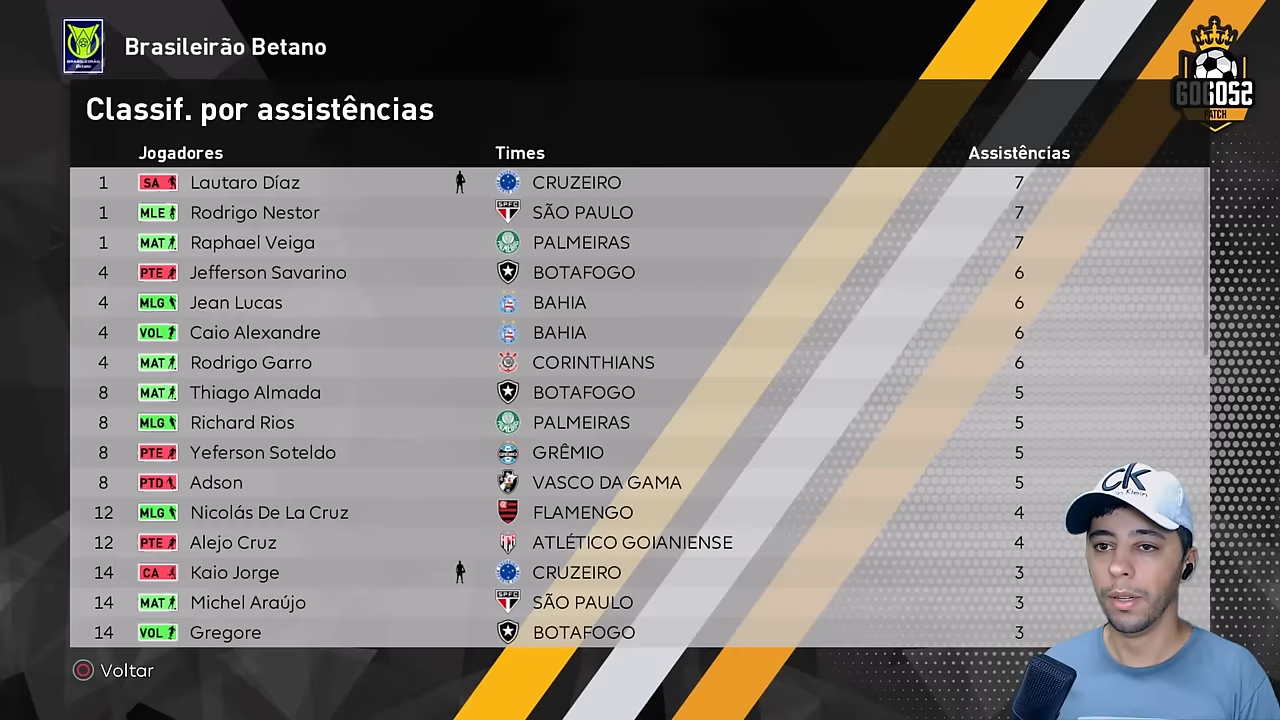 Brasileirão Betano
GOGOS2
PATCH
Classif. por assistências
Jogadores Times Assistências
1 SA Lautaro Díaz CRUZEIRO 7
1 MLE Rodrigo Nestor SPFC SÃO PAULO 7
1 MAT Raphael Veiga PALMEIRAS 7
4 PTE Jefferson Savarino BOTAFOGO 6
4 MLG Jean Lucas BAHIA 6
4 VOL Caio Alexandre BAHIA 6
4 MAT Rodrigo Garro CORINTHIANS 6
8 MAT Thiago Almada BOTAFOGO 5
8 MLG Richard Rios PALMEIRAS 5
8 PTE Yeferson Soteldo GRÊMIO 5
8 PTD Adson VASCO DA GAMA 5
12 MLG Nicolás De La Cruz FLAMENGO 4
12 PTE Alejo Cruz ATLÉTICO GOIANIENSE 4
14 CA Kaio Jorge CRUZEIRO 3
14 MAT Michel Araújo SPFC SÃO PAULO 3
14 VOL Gregore BOTAFOGO 3
Voltar
CK